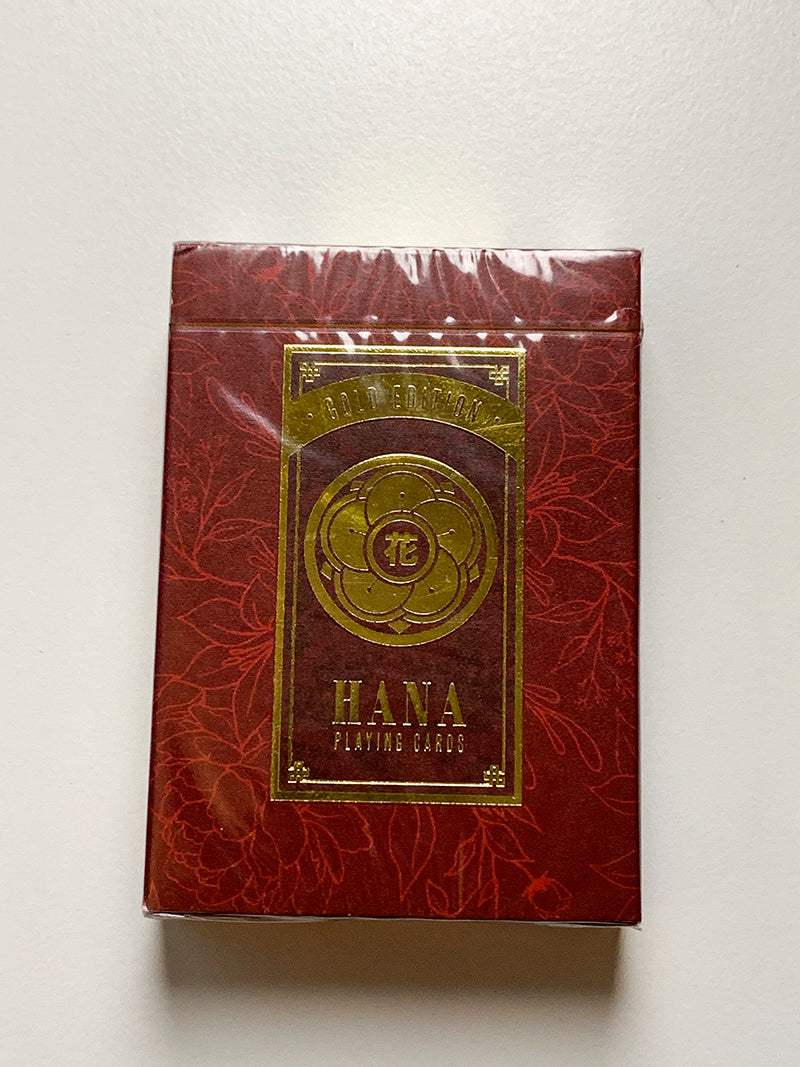 · GOLD EDITION ·
花
HANA
PLAYING CARDS